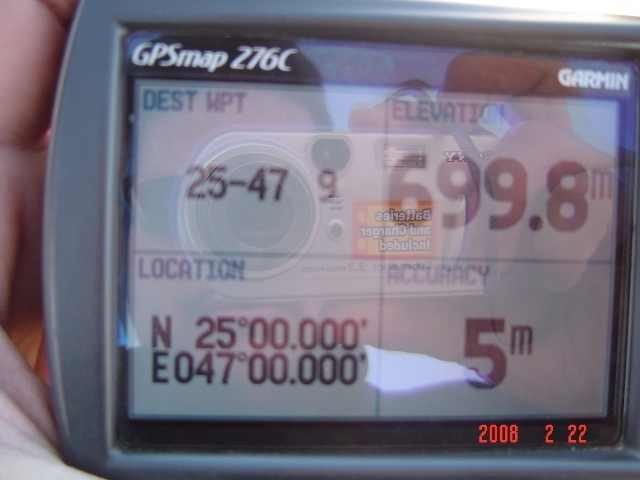 GPSmap 276C
GARMIN
DEST WPT
ELEVATION
25-47 9
699.8m
Batteries
and Charger
Included
LOCATION
ACCURACY
N 25°00.000'
E047°00.000'
5m
2008 2 22